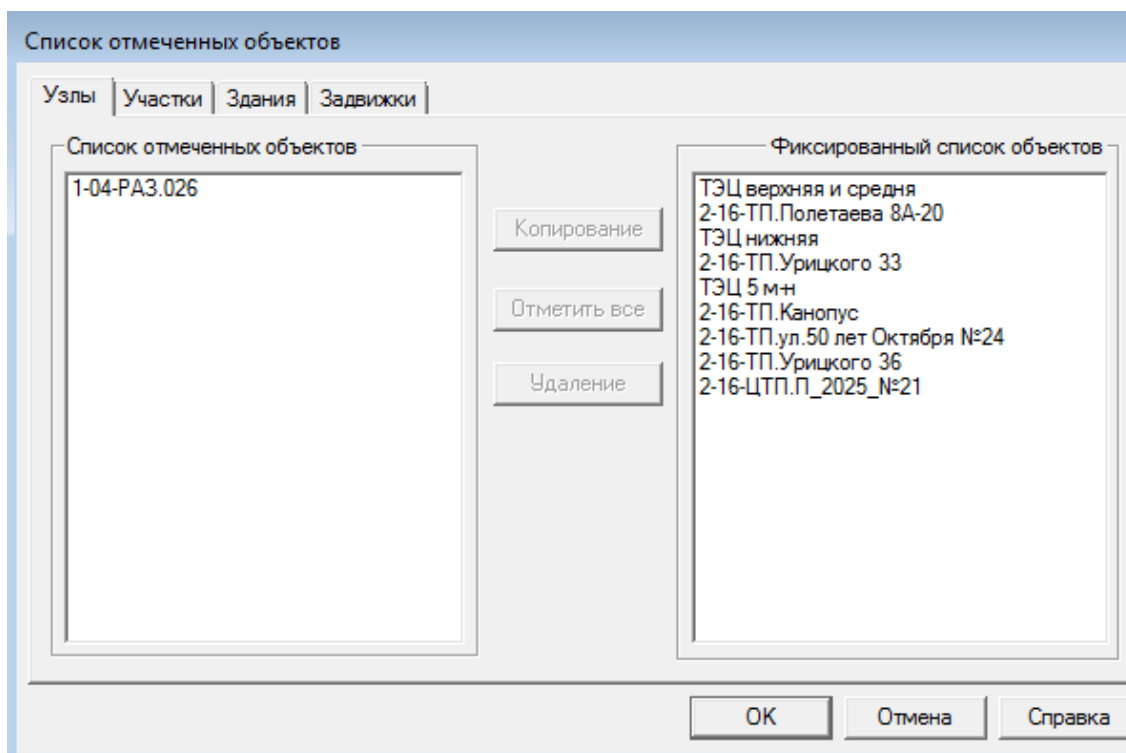 Список отмеченных объектов
Узлы
Участки
Здания
Задвижки
Список отмеченных объектов
1-04-РАЗ.026
Копирование
Отметить все
Удаление
Фиксированный список объектов
ТЭЦ верхняя и средня
2-16-ТП.Полетаева 8А-20
ТЭЦ нижняя
2-16-ТП.Урицкого 33
ТЭЦ 5 м-н
2-16-ТП.Канопус
2-16-ТП.ул.50 лет Октября №24
2-16-ТП.Урицкого 36
2-16-ЦТП.П_2025_№21
OK
Отмена
Справка